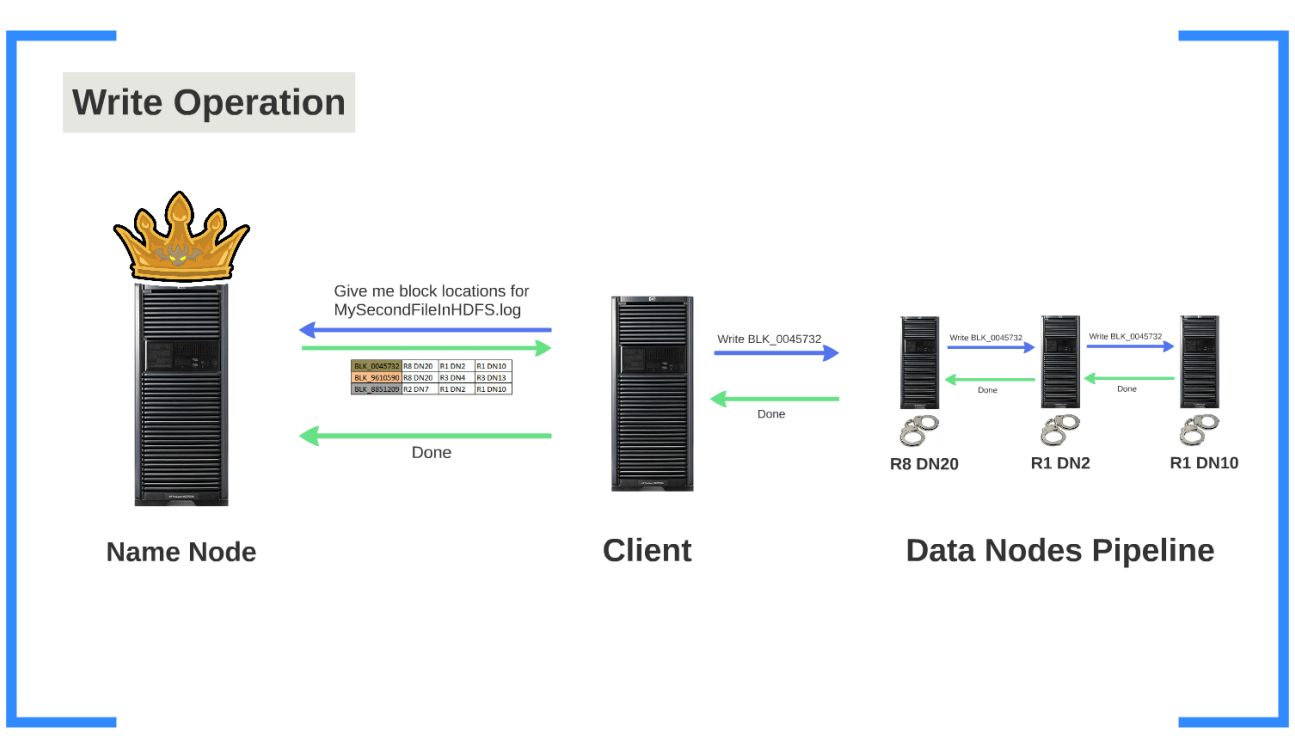 Write Operation
Give me block locations for
MySecondFileInHDFS.log
BLK_0045732 R8 DN20 R1 DN2 R1 DN10
BLK_9610590 R8 DN20 R3 DN4 R3 DN13
BLK_8851209 R2 DN7 R1 DN2 R1 DN10
Done
Write BLK_0045732
Done
Write BLK_0045732
Done
Write BLK_0045732
Done
R8 DN20
R1 DN2
R1 DN10
Name Node
Client
Data Nodes Pipeline